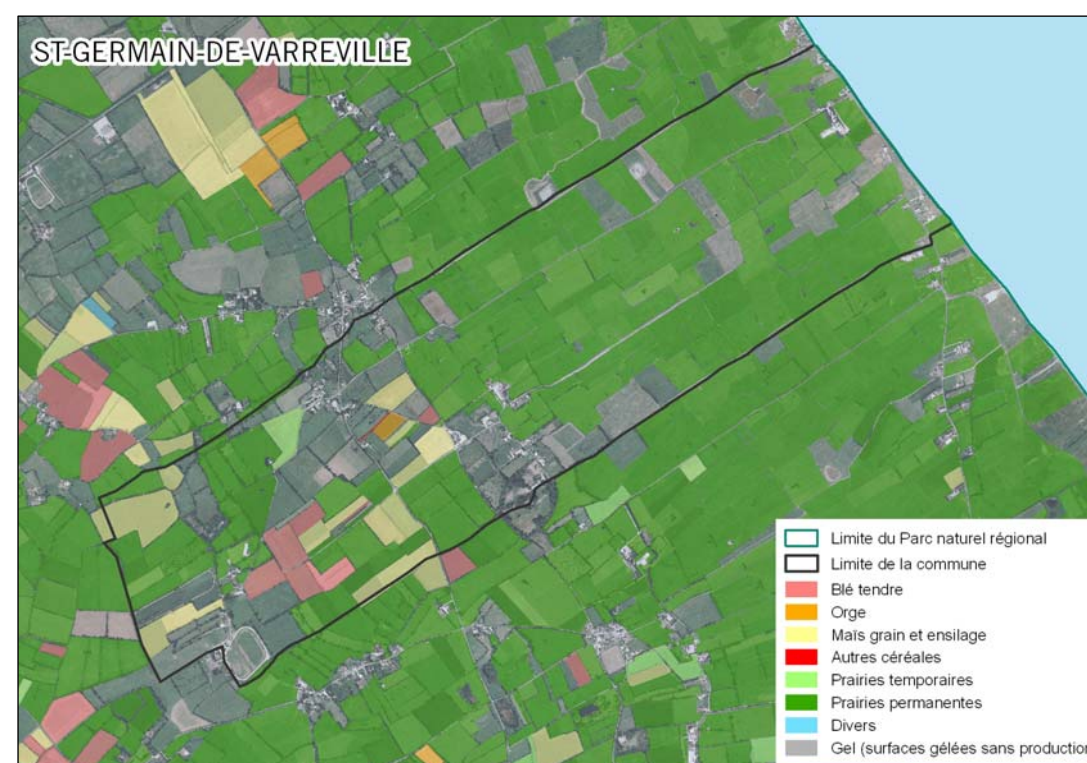 ST-GERMAIN-DE-VARREVILLE
Limite du Parc naturel régional
Limite de la commune
Blé tendre
Orge
Maïs grain et ensilage
Autres céréales
Prairies temporaires
Prairies permanentes
Divers
Gel (surfaces gélées sans production